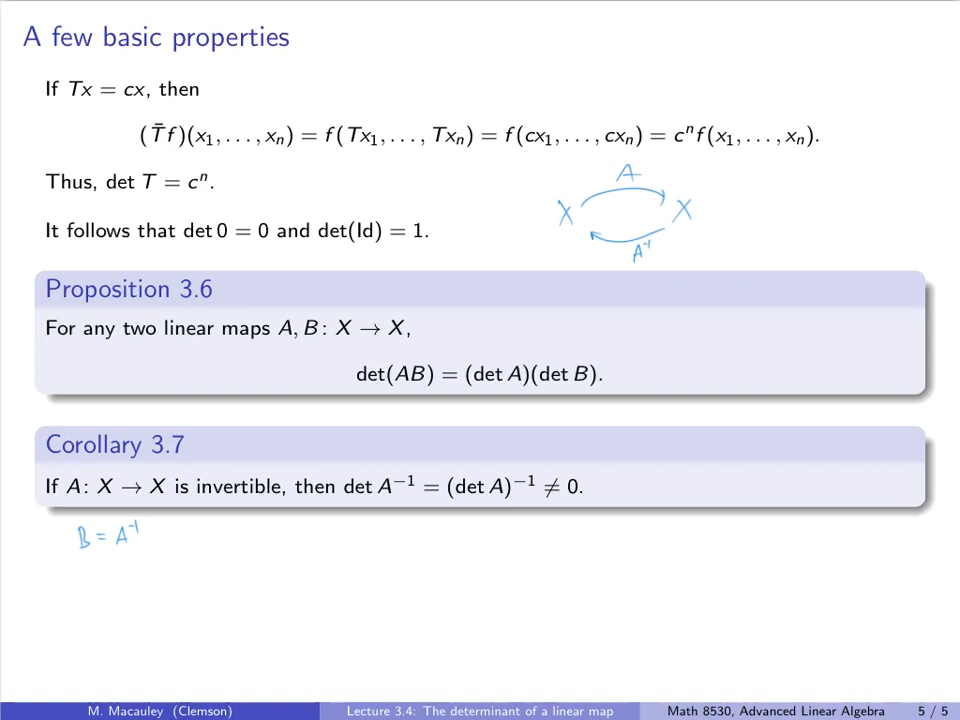 A few basic properties
If Tx = cx, then
(T̄f)(x₁, . . . , xₙ) = f(Tx₁, . . . , Txₙ) = f(cx₁, . . . , cxₙ) = cⁿf(x₁, . . . , xₙ).
Thus, det T = cⁿ.
A
X X
A⁻¹
It follows that det 0 = 0 and det(Id) = 1.
Proposition 3.6
For any two linear maps A, B: X → X,
det(AB) = (det A)(det B).
Corollary 3.7
If A: X → X is invertible, then det A⁻¹ = (det A)⁻¹ ≠ 0.
B = A⁻¹
M. Macauley (Clemson) Lecture 3.4: The determinant of a linear map Math 8530, Advanced Linear Algebra 5 / 5